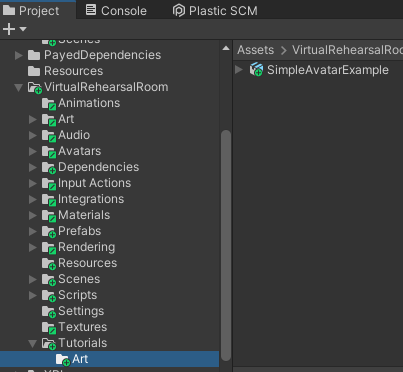 Project Console Plastic SCM
Scenes
PayedDependencies
Resources
VirtualRehearsalRoom
Animations
Art
Audio
Avatars
Dependencies
Input Actions
Integrations
Materials
Prefabs
Rendering
Resources
Scenes
Scripts
Settings
Textures
Tutorials
Art
Assets > VirtualRehearsalRoo
SimpleAvatarExample